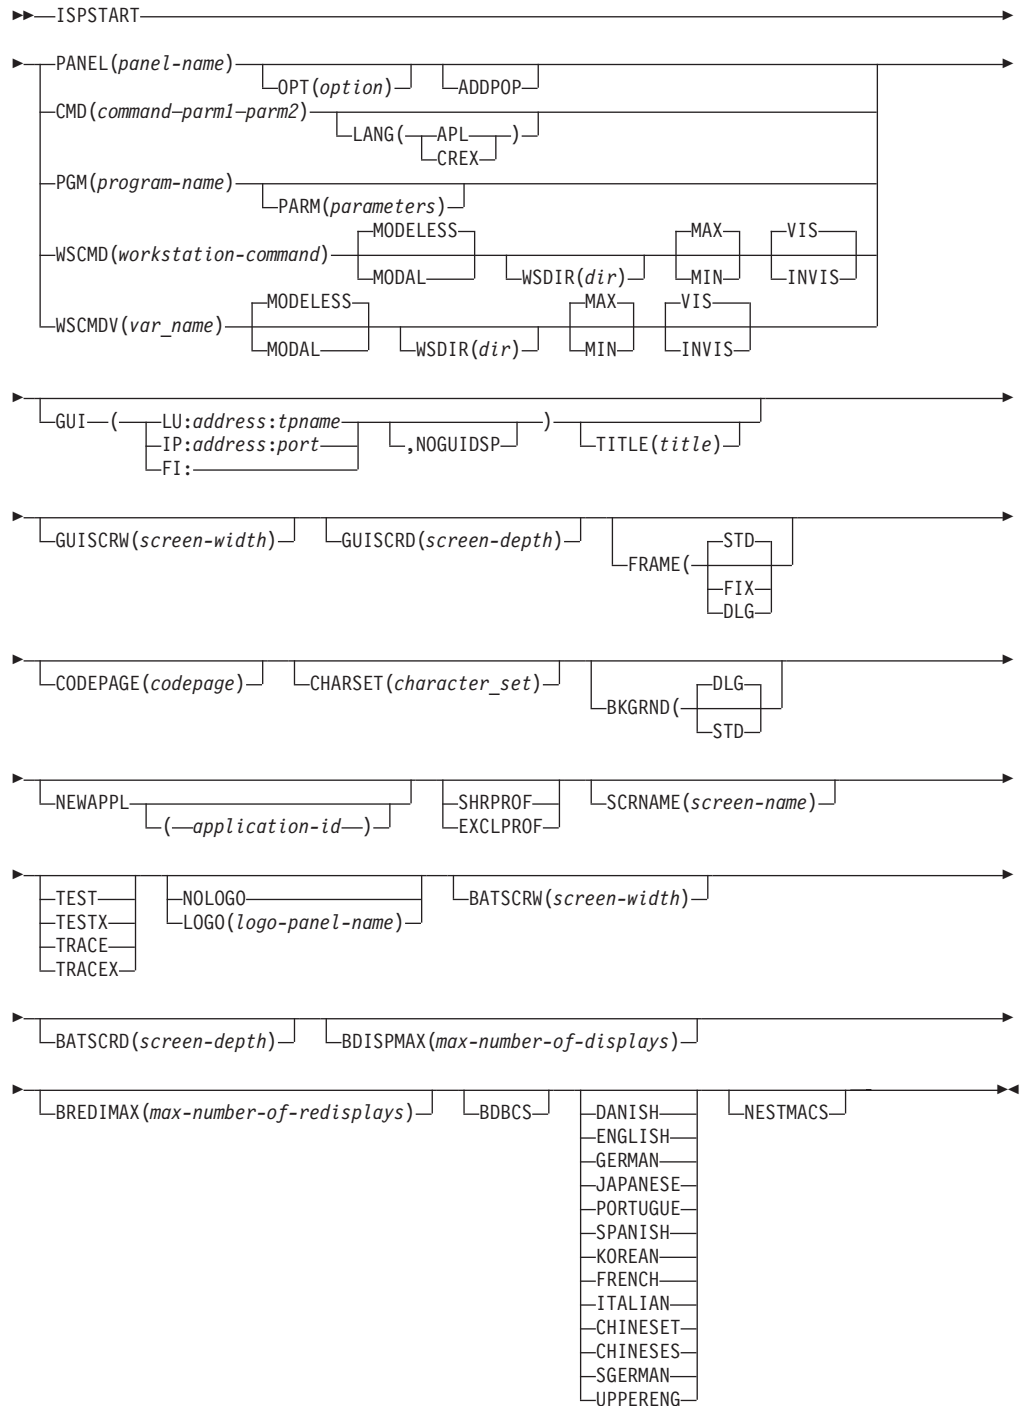 ISPSTART
PANEL(panel-name) OPT(option) ADDPOP
CMD(command–parm1–parm2) LANG( APL )
CREX
PGM(program-name) PARM(parameters)
WSCMD(workstation-command) MODELESS MODAL WSDIR(dir) MAX MIN VIS INVIS
WSCMDV(var_name) MODELESS MODAL WSDIR(dir) MAX MIN VIS INVIS
GUI ( LU:address:tpname ,NOGUIDSP ) TITLE(title)
IP:address:port
FI:
GUISCRW(screen-width) GUISCRD(screen-depth) FRAME( STD
FIX
DLG
CODEPAGE(codepage) CHARSET(character_set) BKGRND( DLG
STD
NEWAPPL SHRPROF SCRNAME(screen-name)
( application-id ) EXCLPROF
TEST NOLOGO BATSCRW(screen-width)
TESTX LOGO(logo-panel-name)
TRACE
TRACEX
BATSCRD(screen-depth) BDISPMAX(max-number-of-displays)
BREDIMAX(max-number-of-redisplays) BDBCS DANISH NESTMACS
ENGLISH
GERMAN
JAPANESE
PORTUGUE
SPANISH
KOREAN
FRENCH
ITALIAN
CHINESET
CHINESES
SGERMAN
UPPERENG